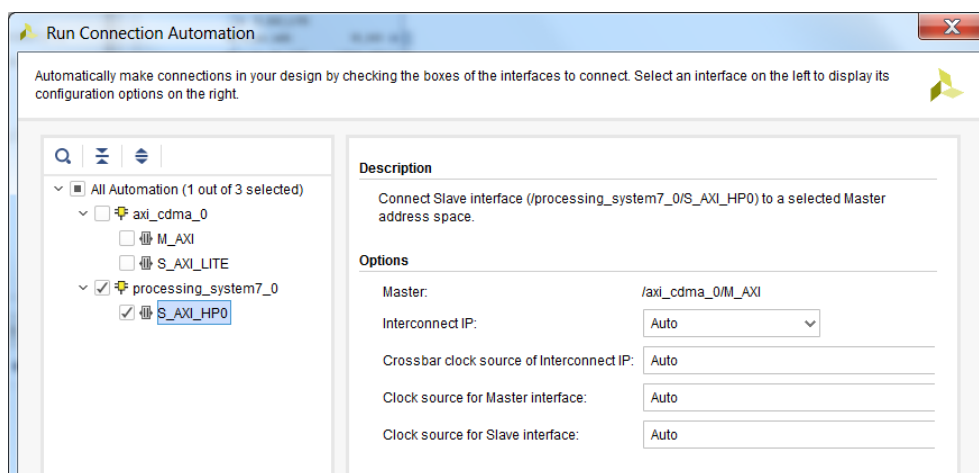 Run Connection Automation
Automatically make connections in your design by checking the boxes of the interfaces to connect. Select an interface on the left to display its
configuration options on the right.
All Automation (1 out of 3 selected)
axi_cdma_0
M_AXI
S_AXI_LITE
processing_system7_0
S_AXI_HP0
Description
Connect Slave interface (/processing_system7_0/S_AXI_HP0) to a selected Master
address space.
Options
Master: /axi_cdma_0/M_AXI
Interconnect IP: Auto
Crossbar clock source of Interconnect IP: Auto
Clock source for Master interface: Auto
Clock source for Slave interface: Auto